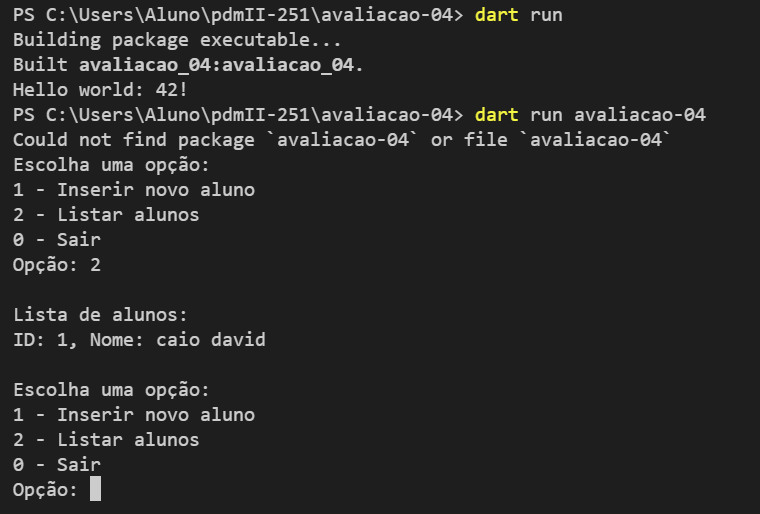 PS C:\Users\Aluno\pdmII-251\avaliacao-04> dart run
Building package executable...
Built avaliacao_04:avaliacao_04.
Hello world: 42!
PS C:\Users\Aluno\pdmII-251\avaliacao-04> dart run avaliacao-04
Could not find package `avaliacao-04` or file `avaliacao-04`
Escolha uma opção:
1 - Inserir novo aluno
2 - Listar alunos
0 - Sair
Opção: 2
Lista de alunos:
ID: 1, Nome: caio david
Escolha uma opção:
1 - Inserir novo aluno
2 - Listar alunos
0 - Sair
Opção: